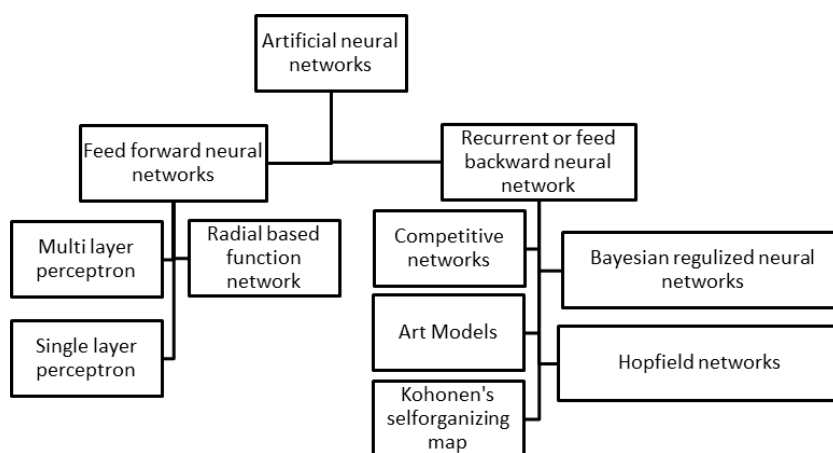 Artificial neural
networks
Feed forward neural
networks
Recurrent or feed
backward neural
network
Multi layer
perceptron
Radial based
function
network
Single layer
perceptron
Competitive
networks
Bayesian regulized neural
networks
Art Models
Hopfield networks
Kohonen's
selforganizing
map